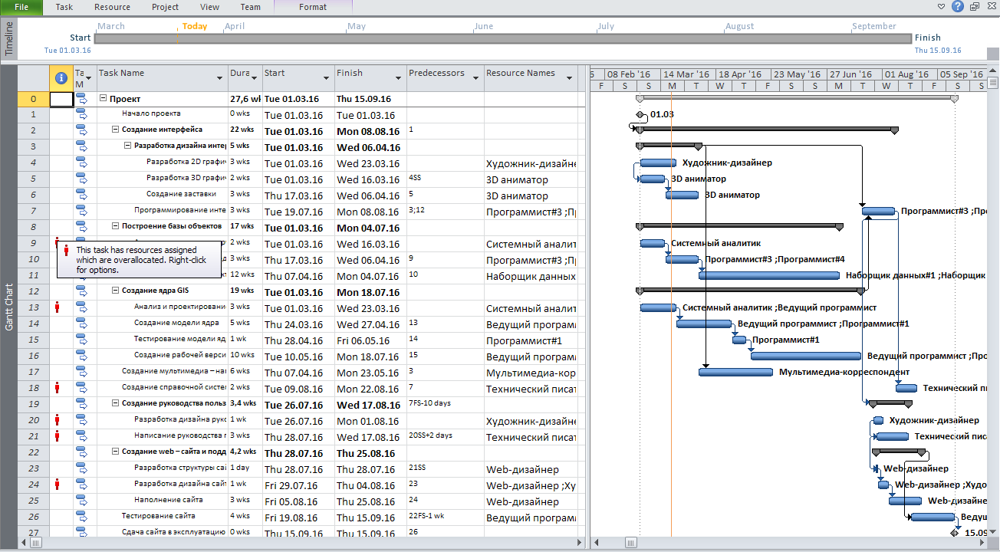 File Task Resource Project View Team Format
March Today April May June July August September
Timeline
Start Finish
Tue 01.03.16 Thu 15.09.16
Ta M Task Name Dura Start Finish Predecessors Resource Names
6 08 Feb '16 14 Mar '16 18 Apr '16 23 May '16 27 Jun '16 01 Aug '16 05 Sep '16
F S S M T W T F S S M T W T F S S
0 Проект 27,6 wk Tue 01.03.16 Thu 15.09.16
1 Начало проекта 0 wks Tue 01.03.16 Tue 01.03.16 01.03
2 Создание интерфейса 22 wks Tue 01.03.16 Mon 08.08.16 1
3 Разработка дизайна интер 5 wks Tue 01.03.16 Wed 06.04.16
4 Разработка 2D график 3 wks Tue 01.03.16 Wed 23.03.16 Художник-дизайне Художник-дизайнер
5 Разработка 3D график 2 wks Tue 01.03.16 Wed 16.03.16 4SS 3D аниматор 3D аниматор
6 Создание заставки 3 wks Thu 17.03.16 Wed 06.04.16 5 3D аниматор 3D аниматор
7 Программирование инте 3 wks Tue 19.07.16 Mon 08.08.16 3;12 Программист#3 ;Пр Программист#3 ;Пр
8 Построение базы объектов 17 wks Tue 01.03.16 Mon 04.07.16
9 2 wks Tue 01.03.16 Wed 16.03.16 Системный аналит Системный аналитик
This task has resources assigned
which are overallocated. Right-click
for options.
10 3 wks Thu 17.03.16 Wed 06.04.16 9 Программист#3 ;Пр Программист#3 ;Программист#4
11 12 wks Thu 07.04.16 Mon 04.07.16 10 Наборщик данных Наборщик данных#1 ;Наборщик
12 Создание ядра GIS 19 wks Tue 01.03.16 Mon 18.07.16
13 Анализ и проектировани 3 wks Tue 01.03.16 Wed 23.03.16 Системный аналит Системный аналитик ;Ведущий программист
14 Создание модели ядра 5 wks Thu 24.03.16 Wed 27.04.16 13 Ведущий програм Ведущий программист ;Программист#1
15 Тестирование модели яд 1 wk Thu 28.04.16 Fri 06.05.16 14 Программист#1 Программист#1
16 Создание рабочей верси 10 wks Tue 10.05.16 Mon 18.07.16 15 Ведущий програм Ведущий программист ;Про
17 Создание мультимедиа – на 6 wks Thu 07.04.16 Mon 23.05.16 3 Мультимедиа-кор Мультимедиа-корреспондент
18 Создание справочной систе 2 wks Tue 09.08.16 Mon 22.08.16 7 Технический писат Технический п
19 Создание руководства польз 3,4 wks Tue 26.07.16 Wed 17.08.16 7FS-10 days
20 Разработка дизайна рукс 1 wk Tue 26.07.16 Mon 01.08.16 Художник-дизайне Художник-дизайнер
21 Написание руководства г 3 wks Thu 28.07.16 Wed 17.08.16 20SS+2 days Технический писат Технический пис
22 Создание web – сайта и подд 4,2 wks Thu 28.07.16 Thu 25.08.16
23 Разработка структуры сай 1 day Thu 28.07.16 Thu 28.07.16 21SS Web-дизайнер Web-дизайнер
24 Разработка дизайн сайт 1 wk Fri 29.07.16 Thu 04.08.16 23 Web-дизайнер ;Ху Web-дизайнер ;Худо
25 Наполнение сайта 3 wks Fri 05.08.16 Thu 25.08.16 24 Web-дизайнер Web-дизайне
26 Тестирование сайта 4 wks Fri 19.08.16 Thu 15.09.16 22FS-1 wk Ведущий програм Ведущ
27 Сдача сайта в эксплуатацию 0 wks Thu 15.09.16 Thu 15.09.16 26 15.09
Gantt Chart